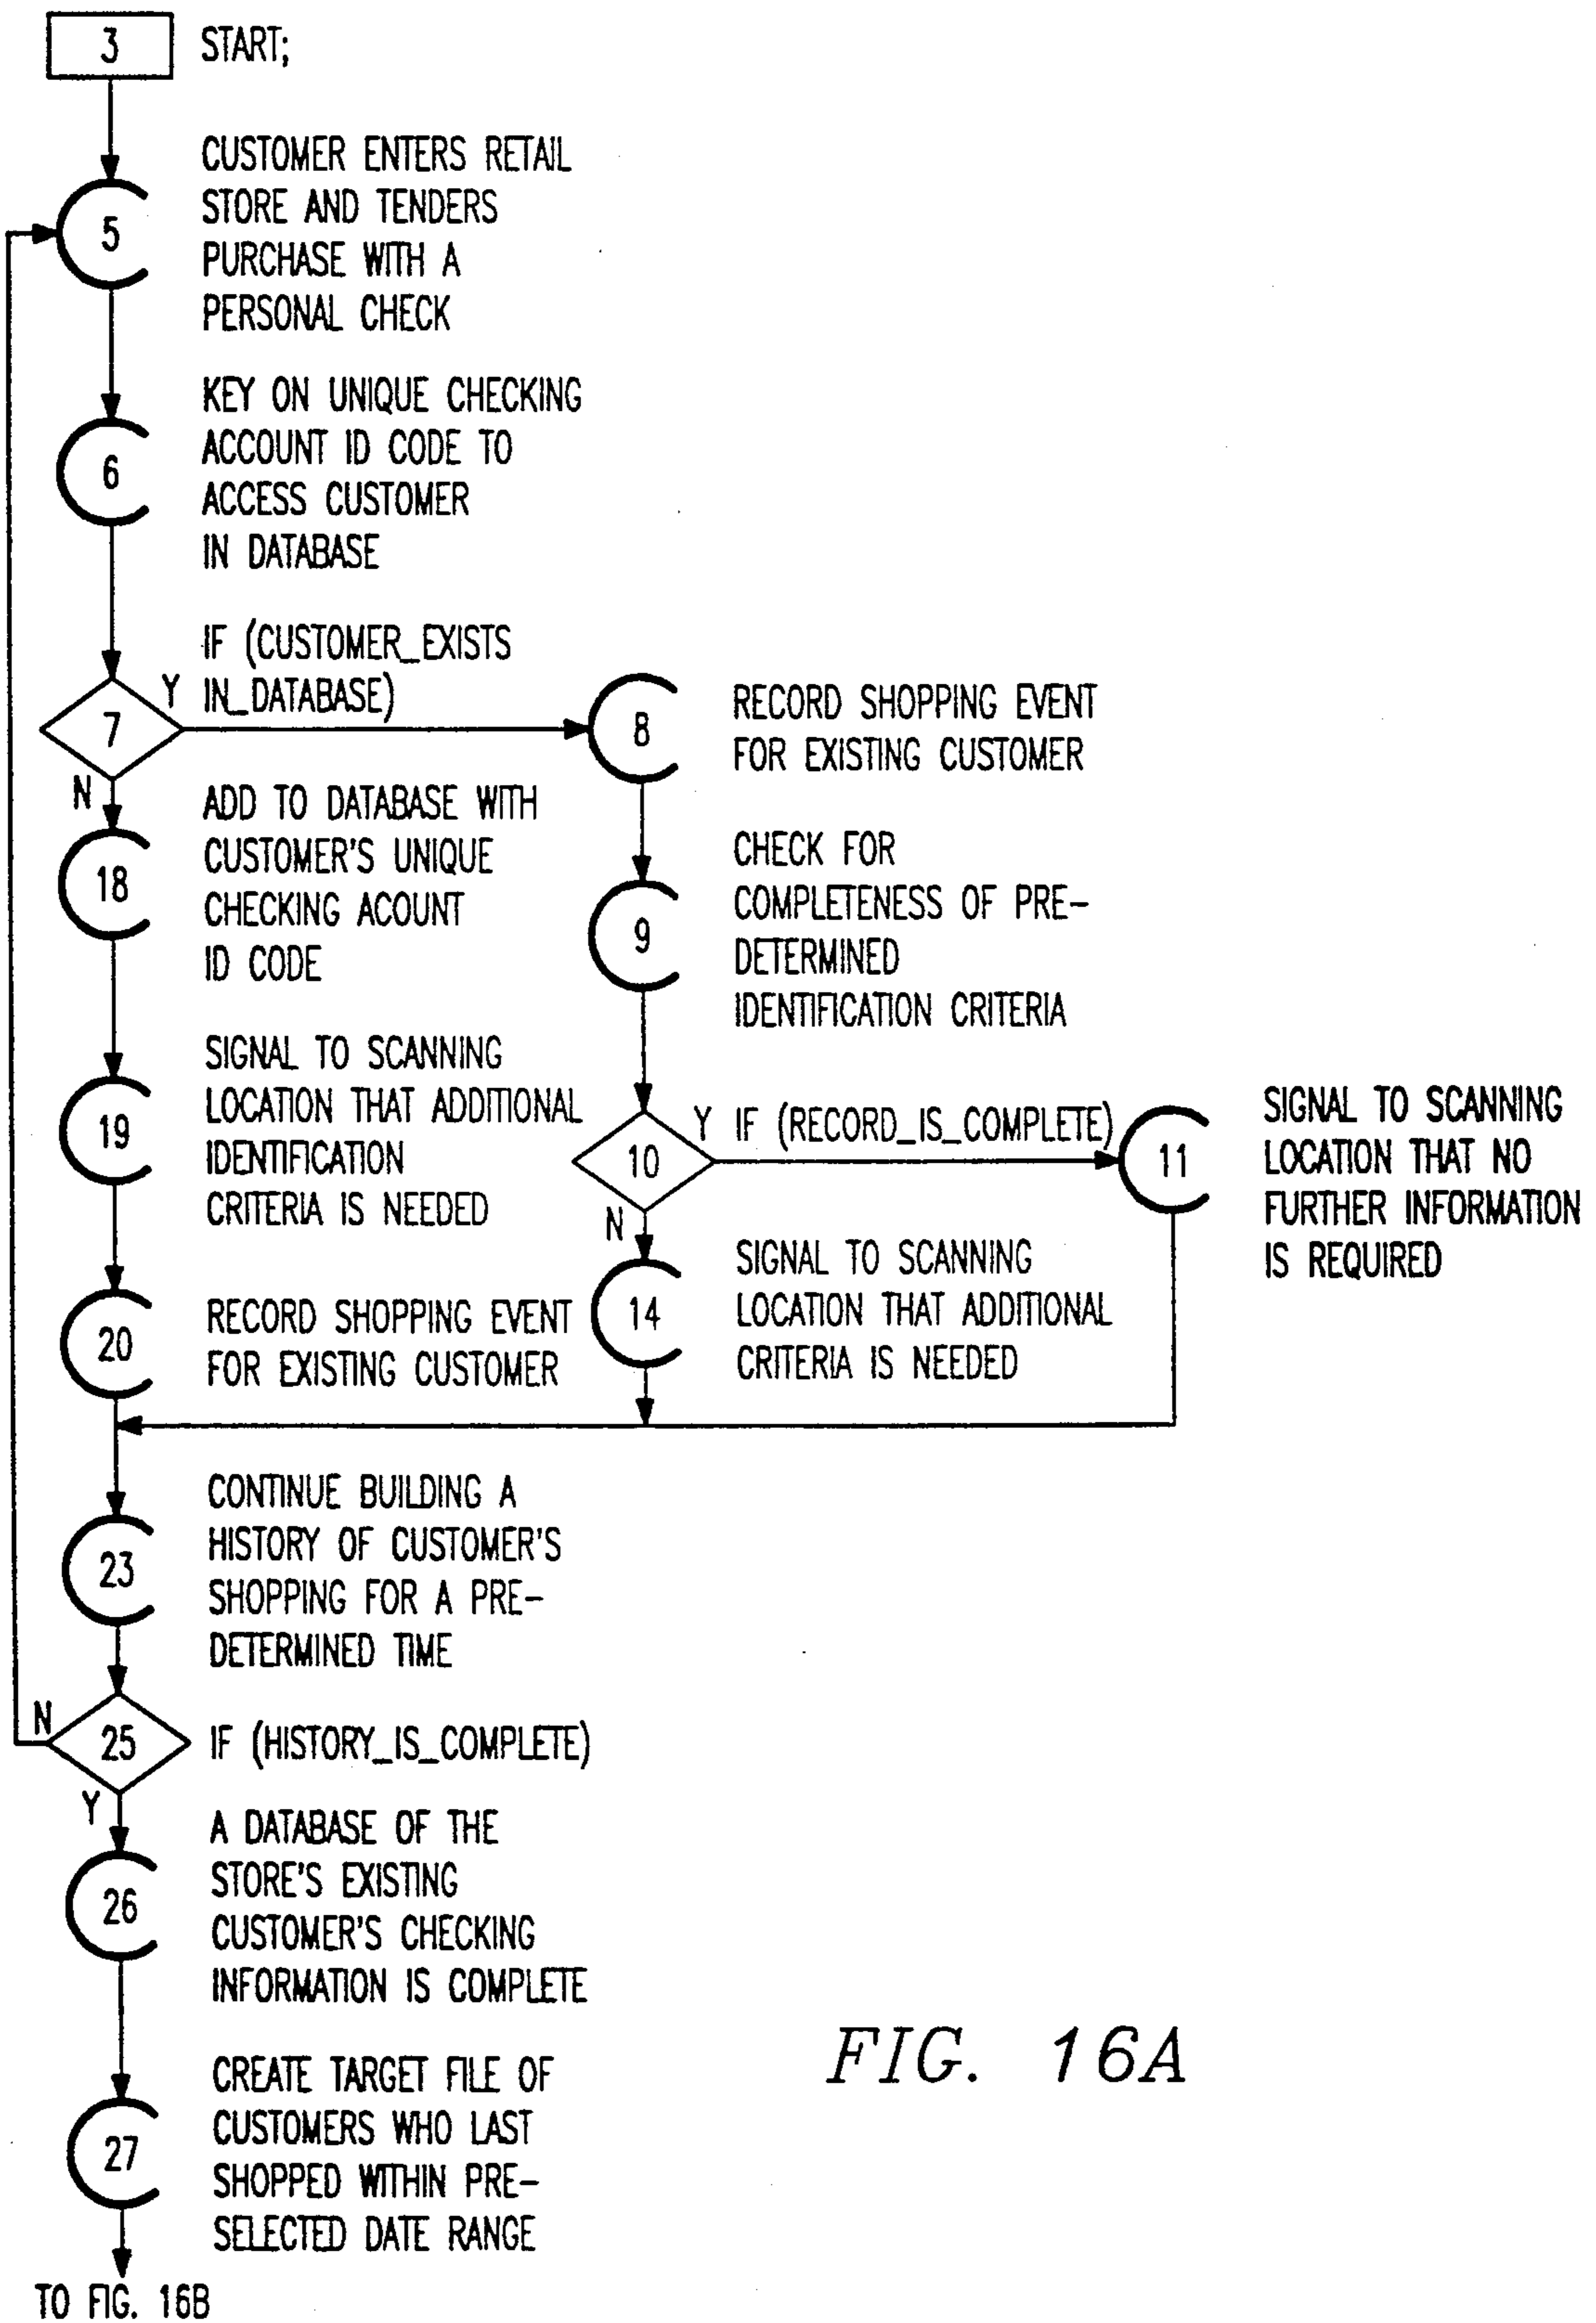 3 START;
CUSTOMER ENTERS RETAIL
STORE AND TENDERS
5
PURCHASE WITH A
PERSONAL CHECK
KEY ON UNIQUE CHECKING
ACCOUNT ID CODE TO
6
ACCESS CUSTOMER
IN DATABASE
IF (CUSTOMER_EXISTS
Y IN_DATABASE)
7
N
8
RECORD SHOPPING EVENT
FOR EXISTING CUSTOMER
ADD TO DATABASE WITH
CUSTOMER'S UNIQUE
18
CHECKING ACOUNT
ID CODE
CHECK FOR
COMPLETENESS OF PRE-
9
DETERMINED
IDENTIFICATION CRITERIA
SIGNAL TO SCANNING
LOCATION THAT ADDITIONAL
19
IDENTIFICATION
CRITERIA IS NEEDED
Y IF (RECORD_IS_COMPLETE)
10
N
11
SIGNAL TO SCANNING
LOCATION THAT NO
FURTHER INFORMATION
IS REQUIRED
SIGNAL TO SCANNING
14
LOCATION THAT ADDITIONAL
CRITERIA IS NEEDED
20
RECORD SHOPPING EVENT
FOR EXISTING CUSTOMER
CONTINUE BUILDING A
HISTORY OF CUSTOMER'S
23
SHOPPING FOR A PRE-
DETERMINED TIME
N
25 IF (HISTORY_IS_COMPLETE)
Y
A DATABASE OF THE
STORE'S EXISTING
26
CUSTOMER'S CHECKING
INFORMATION IS COMPLETE
CREATE TARGET FILE OF
CUSTOMERS WHO LAST
27
SHOPPED WITHIN PRE-
SELECTED DATE RANGE
TO FIG. 16B
FIG. 16A